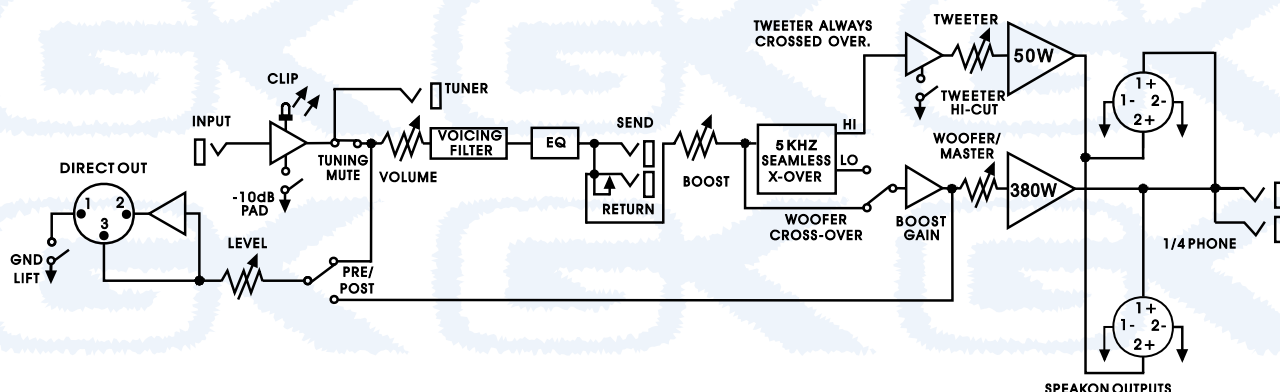 TWEETER ALWAYS
CROSSED OVER.
TWEETER
50W
TWEETER
HI-CUT
1+
1- 2-
2+
CLIP
TUNER
INPUT
TUNING
MUTE
VOLUME
VOICING
FILTER
EQ
SEND
RETURN
BOOST
HI
5 KHZ
SEAMLESS
X-OVER
LO
WOOFER
CROSS-OVER
BOOST
GAIN
WOOFER/
MASTER
380W
1/4 PHONE
-10dB
PAD
DIRECT OUT
1 2
3
GND
LIFT
LEVEL
PRE/
POST
1+
1- 2-
2+
SPEAKON OUTPUTS